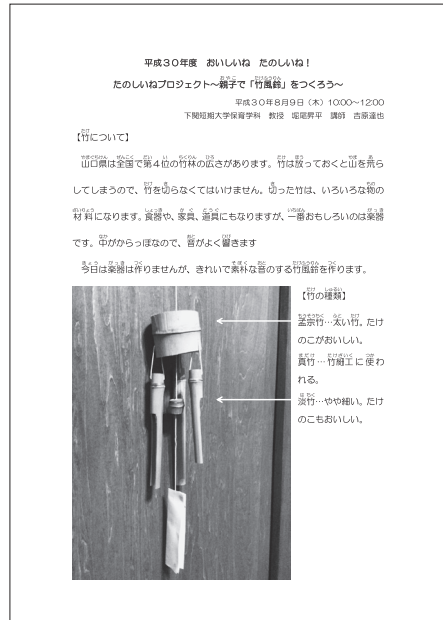 平成30年度　おいしいね　たのしいね！
たのしいねプロジェクト～親子で「竹風鈴」をつくろう～
平成30年8月9日（木）10:00～12:00
下関短期大学保育学科　教授　堀尾昇平　講師　吉原達也
【竹について】
山口県は全国で第4位の竹林の広さがあります。竹は放っておくと山を荒ら
してしまうので、竹を切らなくてはいけません。切った竹は、いろいろな物の
材料になります。食器や、家具、道具にもなりますが、一番おもしろいのは楽器
です。中がからっぽなので、音がよく響きます
今日は楽器は作りませんが、きれいで素朴な音のする竹風鈴を作ります。
【竹の種類】
孟宗竹…太い竹。たけ
のこがおいしい。
真竹…竹細工に使わ
れる。
淡竹…やや細い。たけ
のこもおいしい。